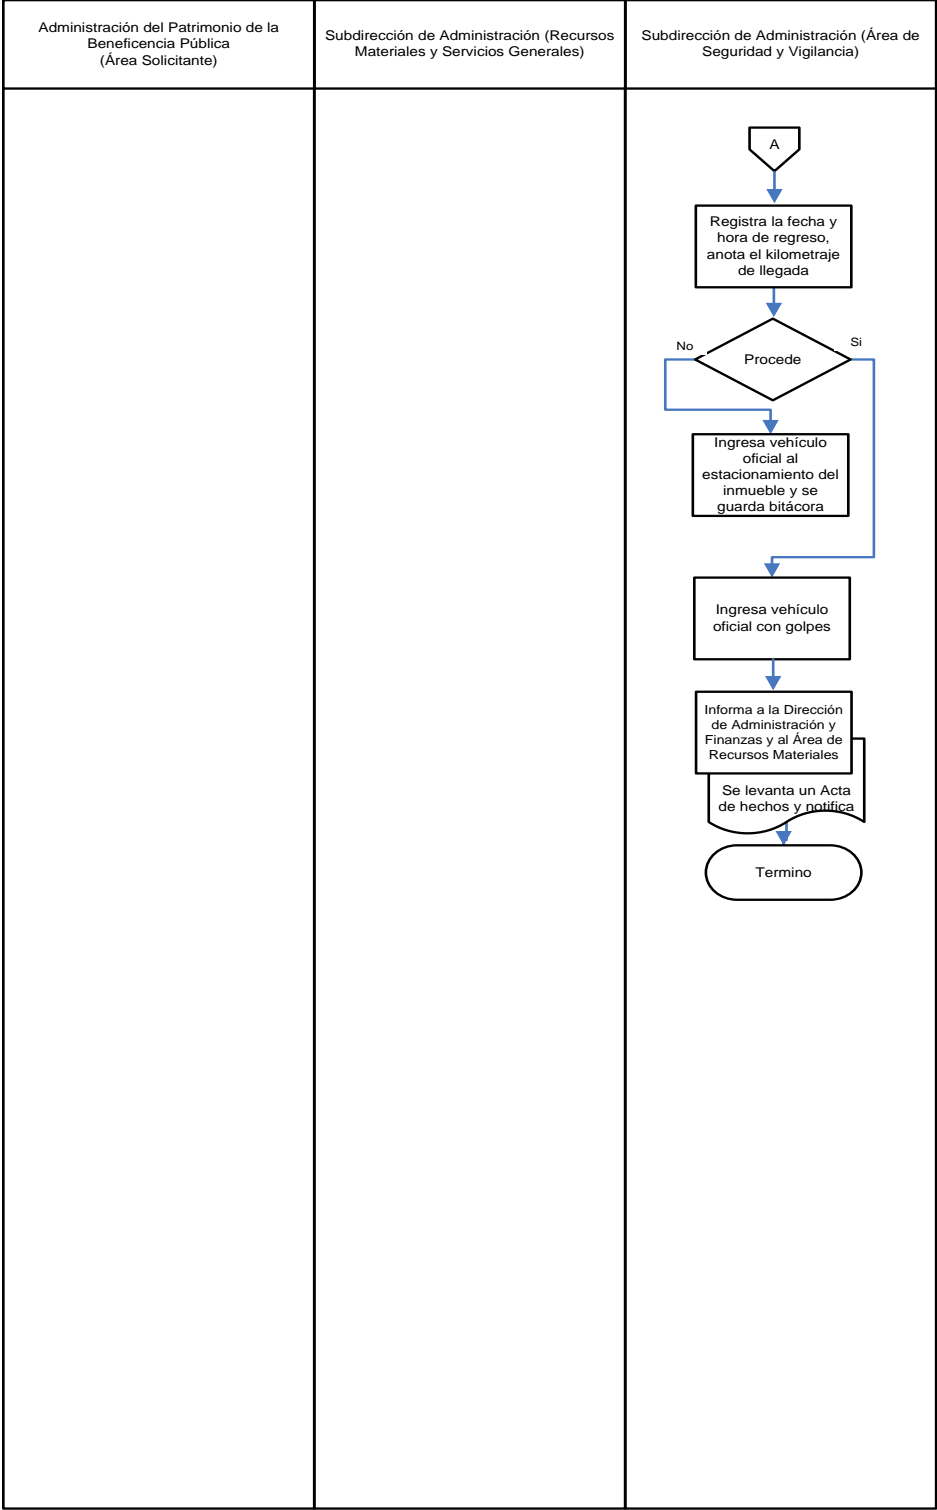 Administración del Patrimonio de la
Beneficencia Pública
(Área Solicitante)
Subdirección de Administración (Recursos
Materiales y Servicios Generales)
Subdirección de Administración (Área de
Seguridad y Vigilancia)
A
Registra la fecha y
hora de regreso,
anota el kilometraje
de llegada
No
Si
Procede
Ingresa vehículo
oficial al
estacionamiento del
inmueble y se
guarda bitácora
Ingresa vehículo
oficial con golpes
Informa a la Dirección
de Administración y
Finanzas y al Área de
Recursos Materiales
Se levanta un Acta
de hechos y notifica
Termino